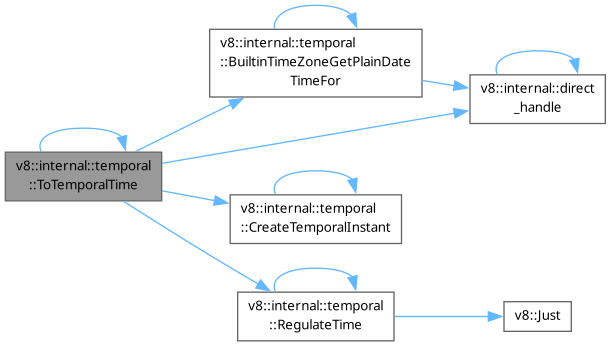 v8::internal::temporal
::BuiltinTimeZoneGetPlainDate
TimeFor
v8::internal::direct
_handle
v8::internal::temporal
::ToTemporalTime
v8::internal::temporal
::CreateTemporalInstant
v8::internal::temporal
::RegulateTime
v8::Just